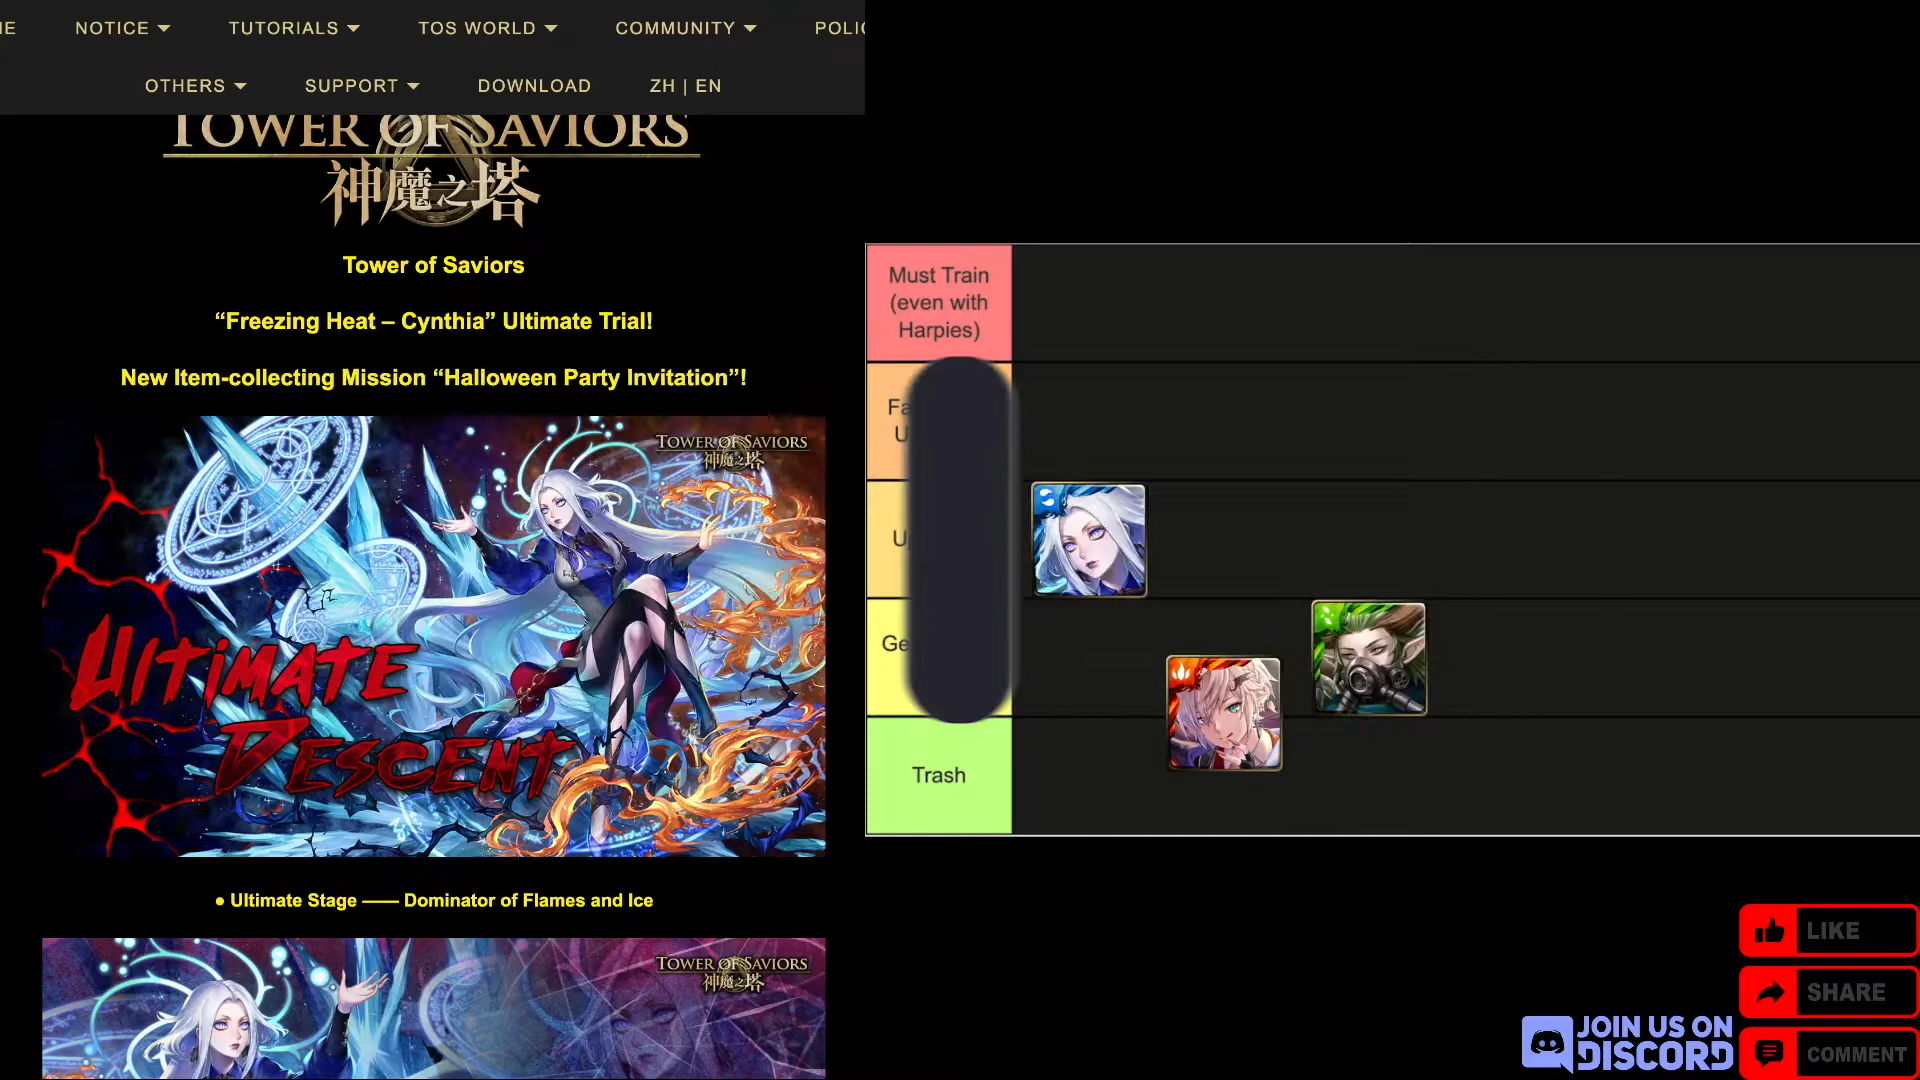 NOTICE
TUTORIALS
TOS WORLD
COMMUNITY
OTHERS
SUPPORT
DOWNLOAD
ZH | EN
TOWER OF SAVIORS
神魔之塔
Tower of Saviors
“Freezing Heat – Cynthia” Ultimate Trial!
New Item-collecting Mission “Halloween Party Invitation”!
TOWER OF SAVIORS
神魔之塔
ULTIMATE
DESCENT
● Ultimate Stage —— Dominator of Flames and Ice
TOWER OF SAVIORS
神魔之塔
Must Train
(even with
Harpies)
Trash
LIKE
SHARE
COMMENT
JOIN US ON
DISCORD